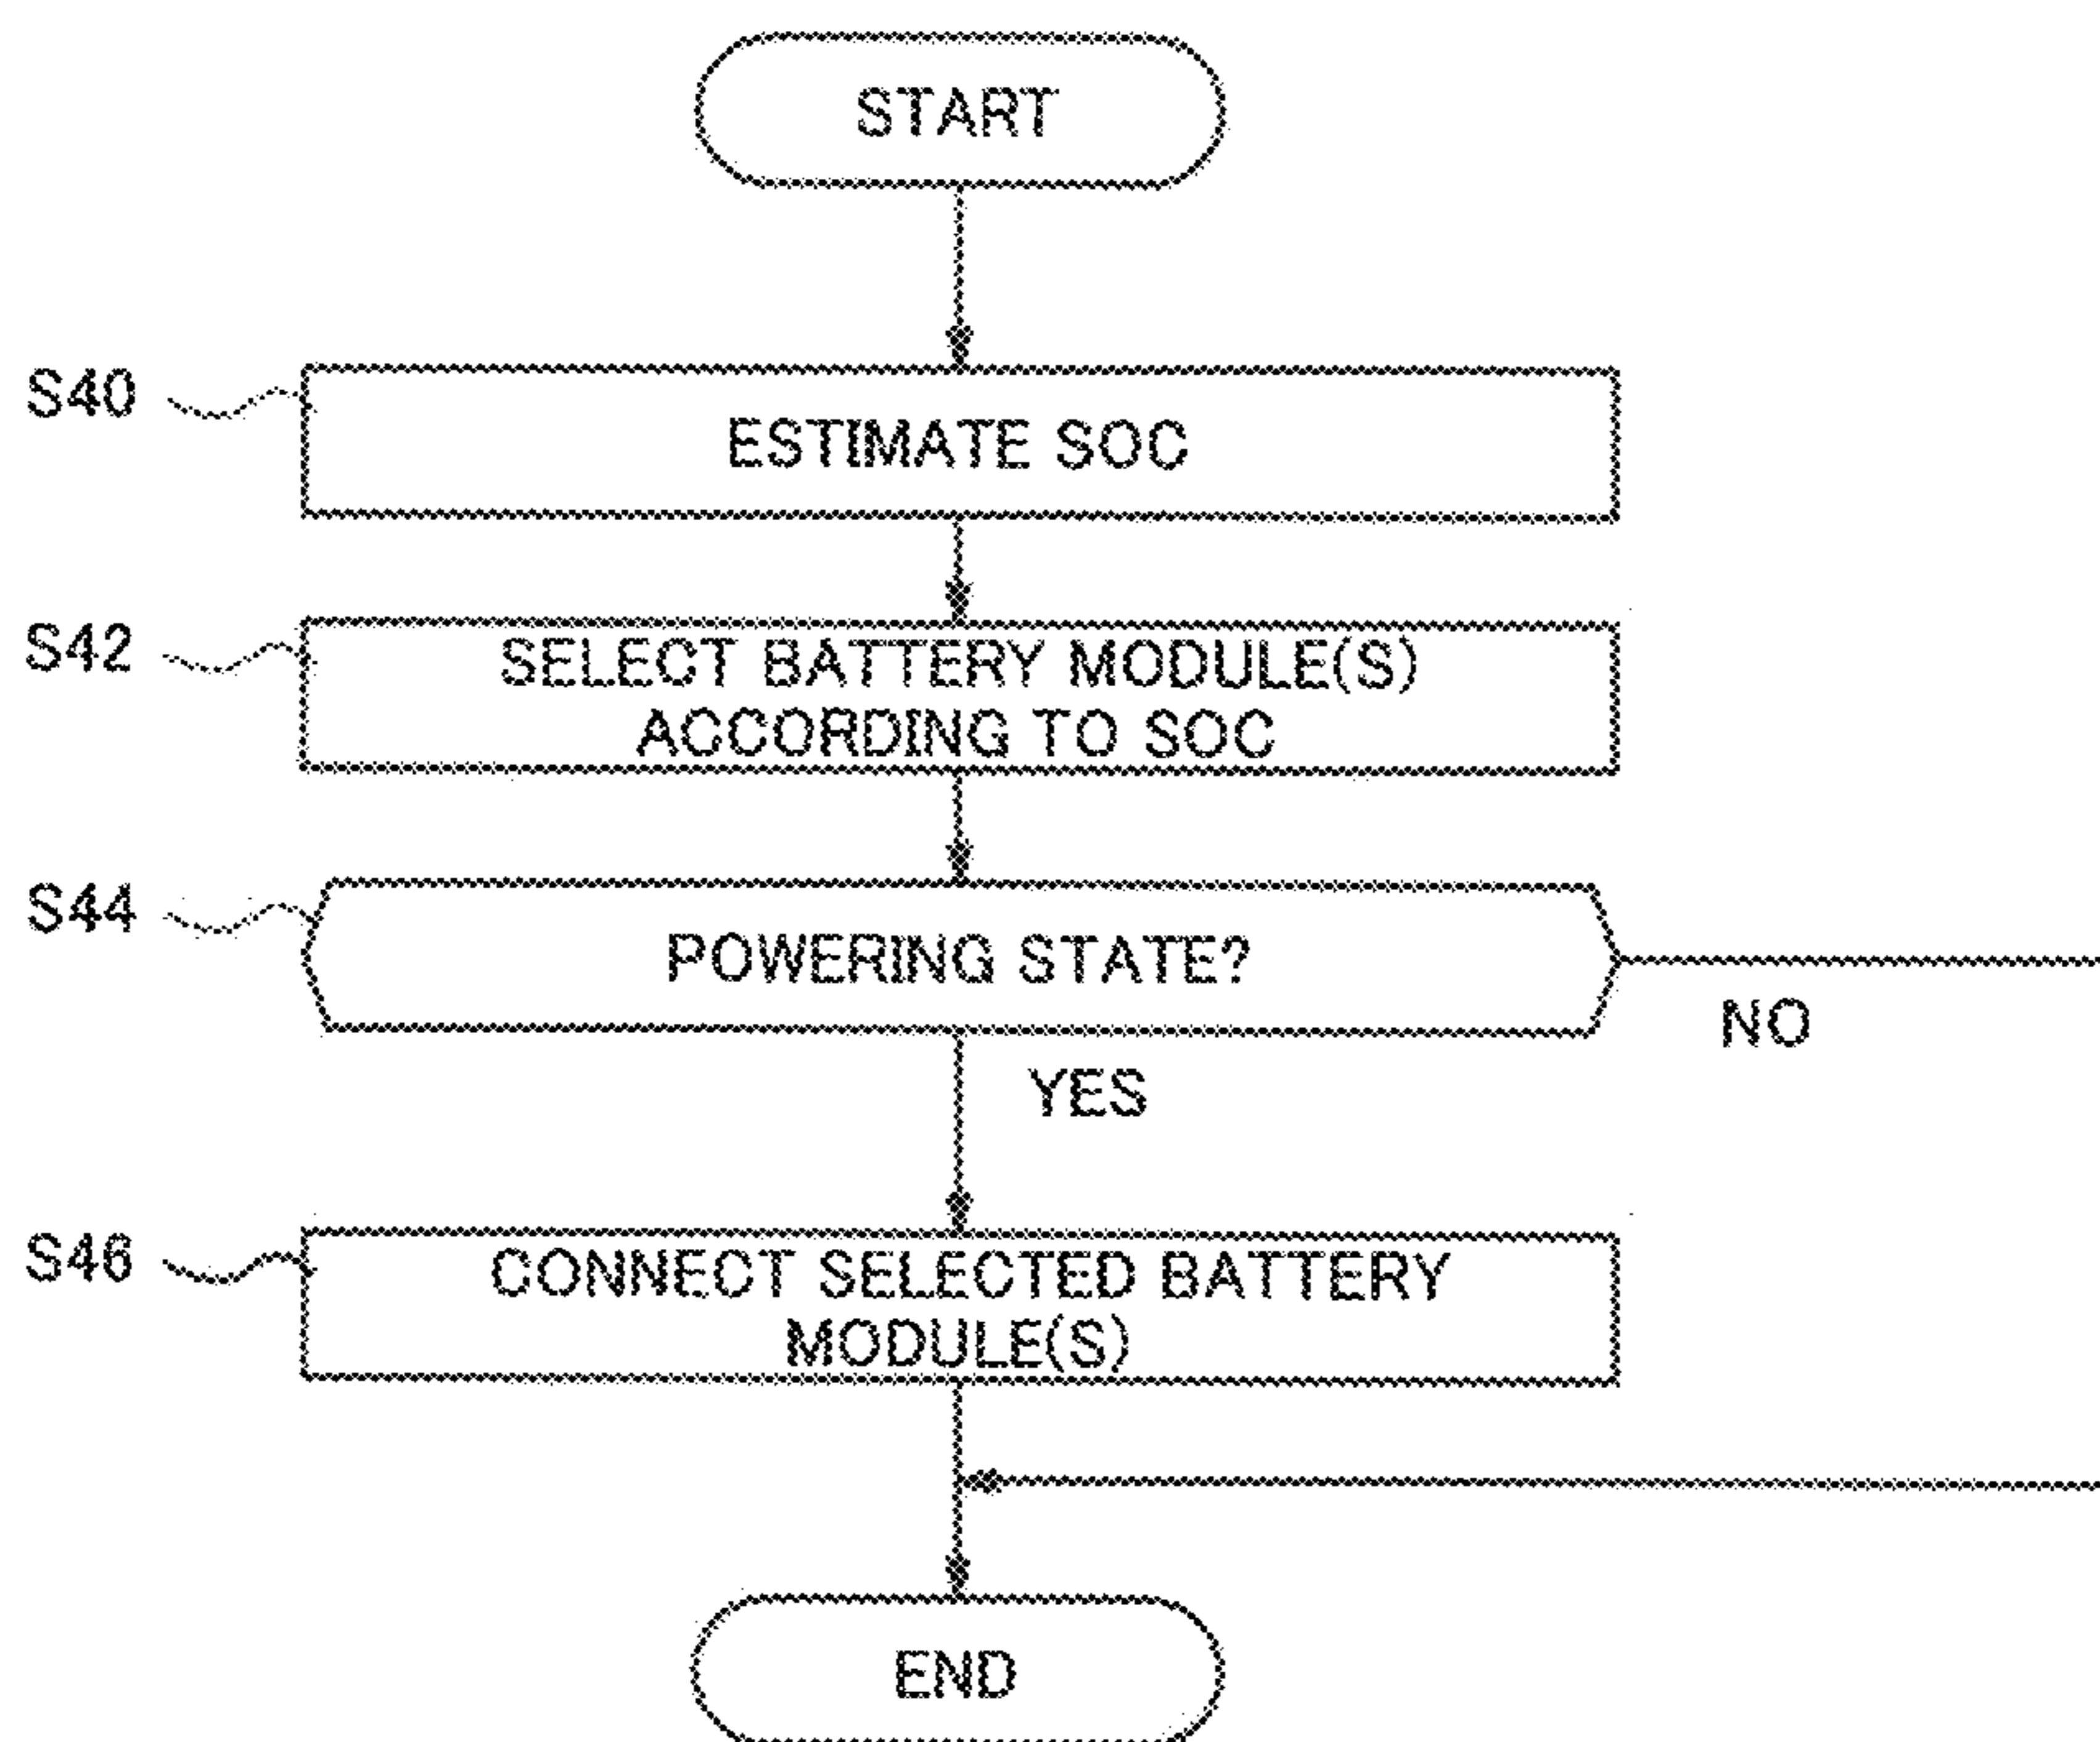 START
S40
ESTIMATE SOC
S42
SELECT BATTERY MODULE(S)
ACCORDING TO SOC
S44
POWERING STATE?
NO
YES
S46
CONNECT SELECTED BATTERY
MODULE(S)
END